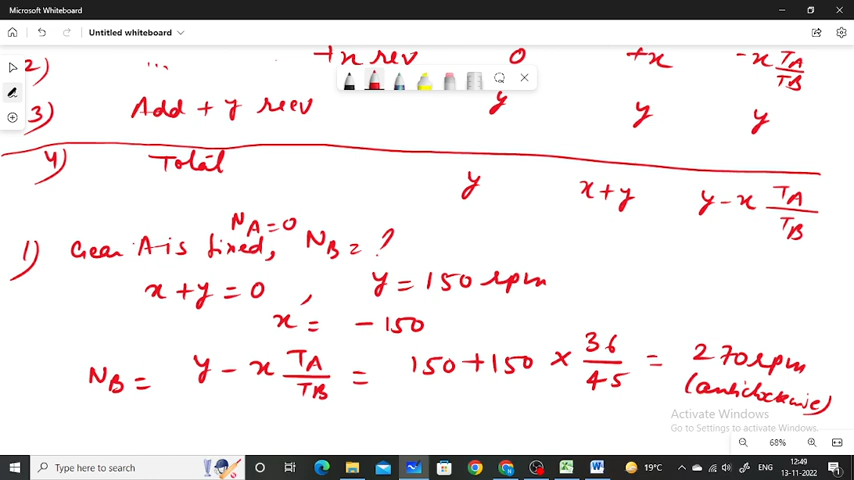 Microsoft Whiteboard
Untitled whiteboard
2) ... +x rev 0 +x -x TA/TB
3) Add + y reev y y y
4) Total y x+y y-x TA/TB
NA=0
1) Gear A is fixed, NB=?
x+y=0, y=150 rpm
x = -150
NB = y-x TA/TB = 150+150 × 36/45 = 270 rpm
(anticlockwise)
Activate Windows
Go to Settings to activate Windows.
68%
Type here to search
19°C
ENG
12:49
13-11-2022